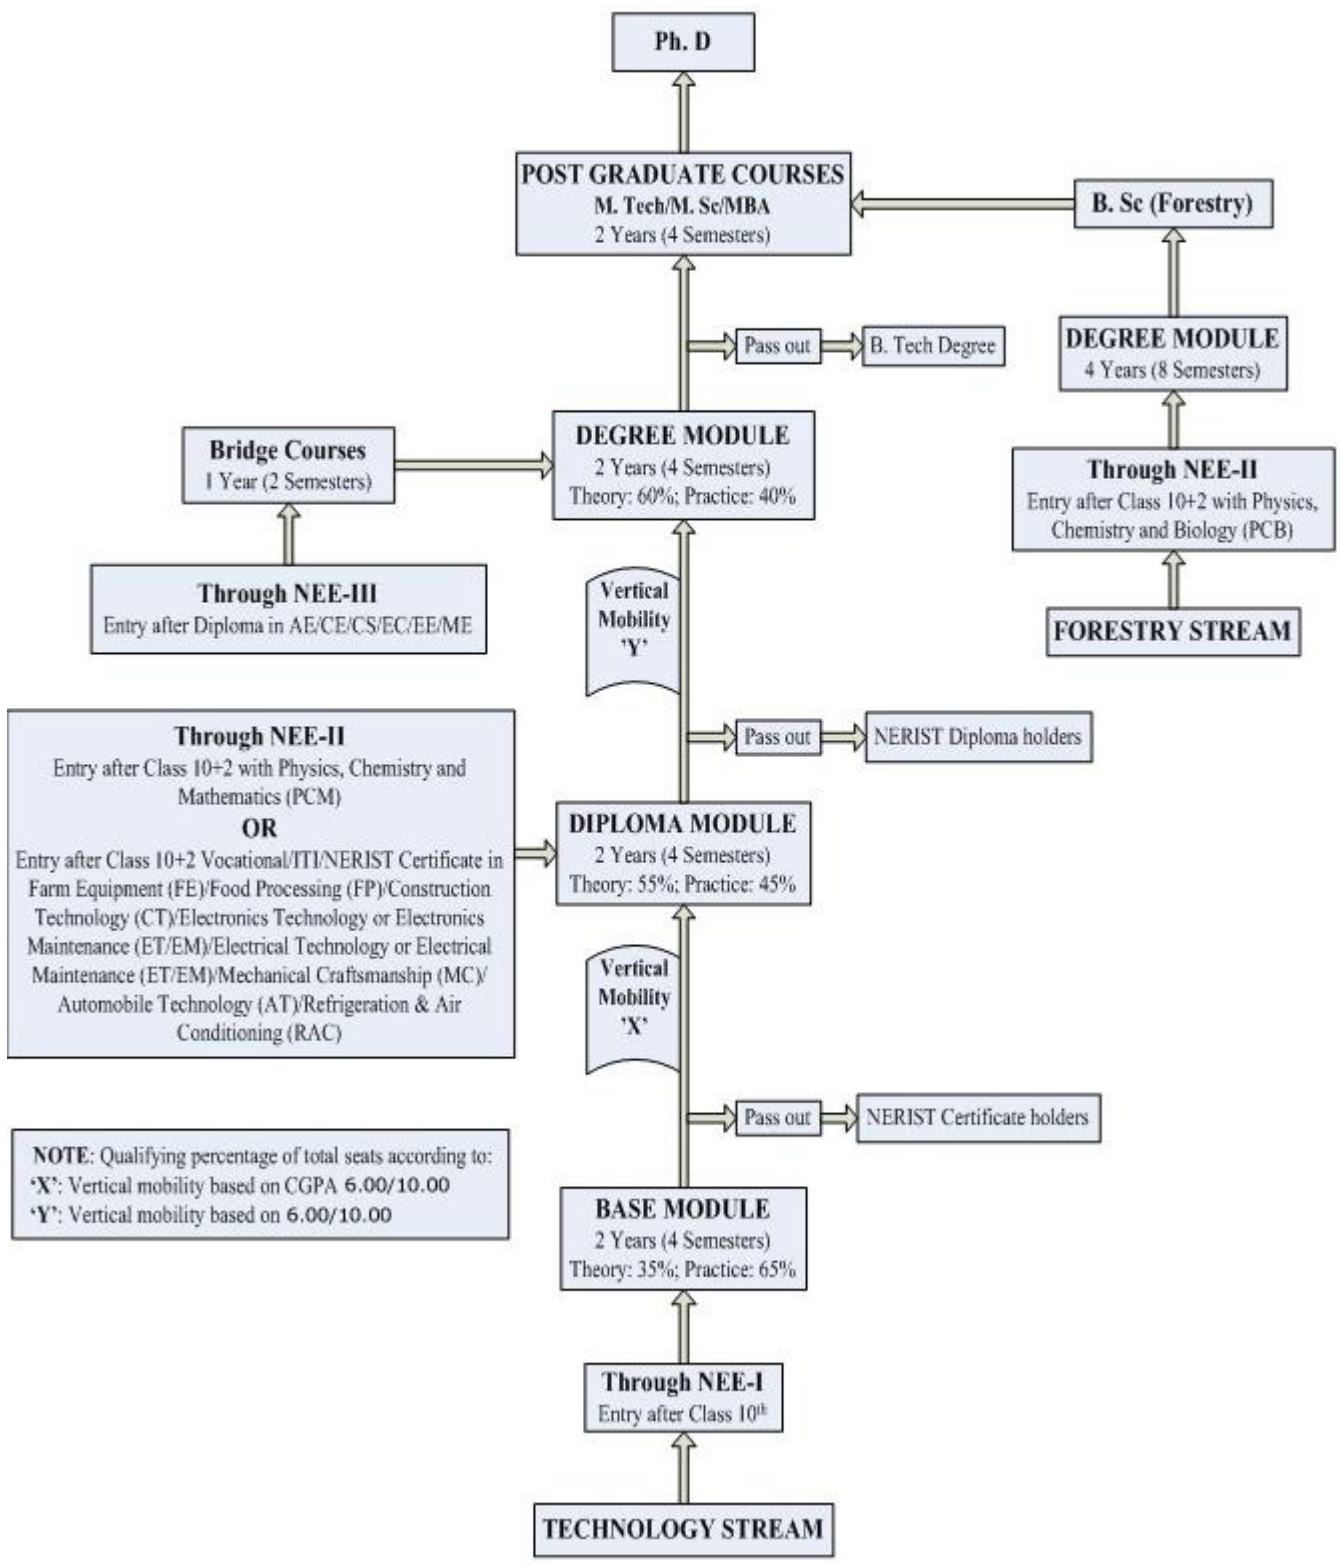 Ph. D
POST GRADUATE COURSES
M. Tech/M. Sc/MBA
2 Years (4 Semesters)
B. Sc (Forestry)
Pass out
B. Tech Degree
DEGREE MODULE
4 Years (8 Semesters)
Bridge Courses
1 Year (2 Semesters)
DEGREE MODULE
2 Years (4 Semesters)
Theory: 60%; Practice: 40%
Through NEE-II
Entry after Class 10+2 with Physics,
Chemistry and Biology (PCB)
Through NEE-III
Entry after Diploma in AE/CE/CS/EC/EE/ME
Vertical
Mobility
’Y’
FORESTRY STREAM
Through NEE-II
Entry after Class 10+2 with Physics, Chemistry and
Mathematics (PCM)
OR
Entry after Class 10+2 Vocational/ITI/NERIST Certificate in
Farm Equipment (FE)/Food Processing (FP)/Construction
Technology (CT)/Electronics Technology or Electronics
Maintenance (ET/EM)/Electrical Technology or Electrical
Maintenance (ET/EM)/Mechanical Craftsmanship (MC)/
Automobile Technology (AT)/Refrigeration & Air
Conditioning (RAC)
Pass out
NERIST Diploma holders
DIPLOMA MODULE
2 Years (4 Semesters)
Theory: 55%; Practice: 45%
Vertical
Mobility
’X’
Pass out
NERIST Certificate holders
NOTE: Qualifying percentage of total seats according to:
‘X’: Vertical mobility based on CGPA 6.00/10.00
‘Y’: Vertical mobility based on 6.00/10.00
BASE MODULE
2 Years (4 Semesters)
Theory: 35%; Practice: 65%
Through NEE-I
Entry after Class 10th
TECHNOLOGY STREAM